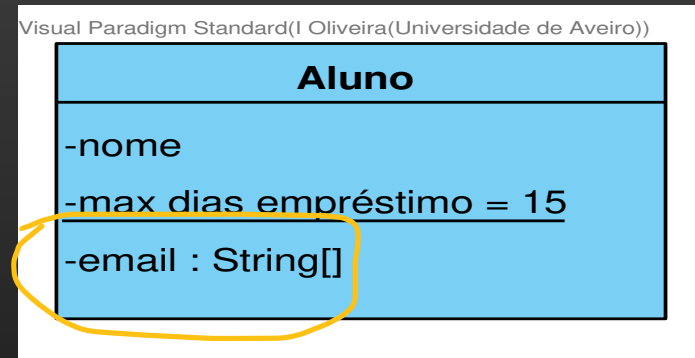 Visual Paradigm Standard(I Oliveira(Universidade de Aveiro))
Aluno
-nome
-max dias empréstimo = 15
-email : String[]